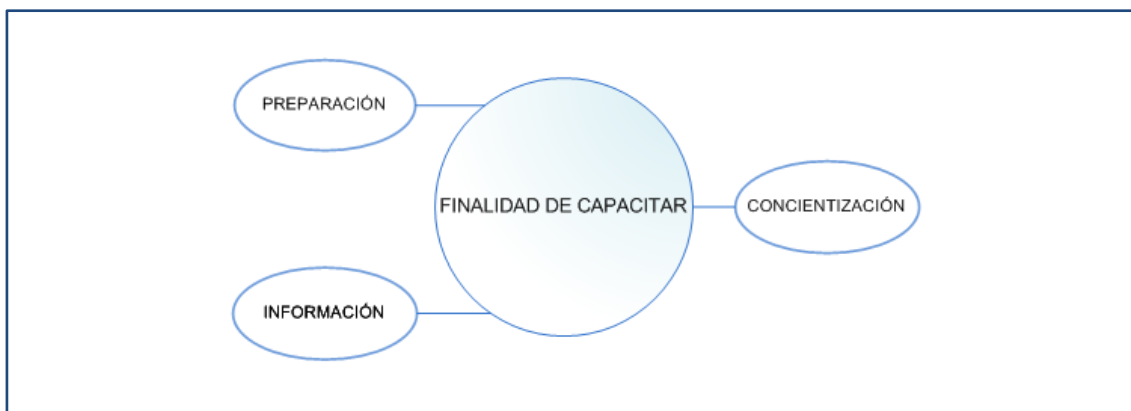 PREPARACIÓN
FINALIDAD DE CAPACITAR
CONCIENTIZACIÓN
INFORMACIÓN